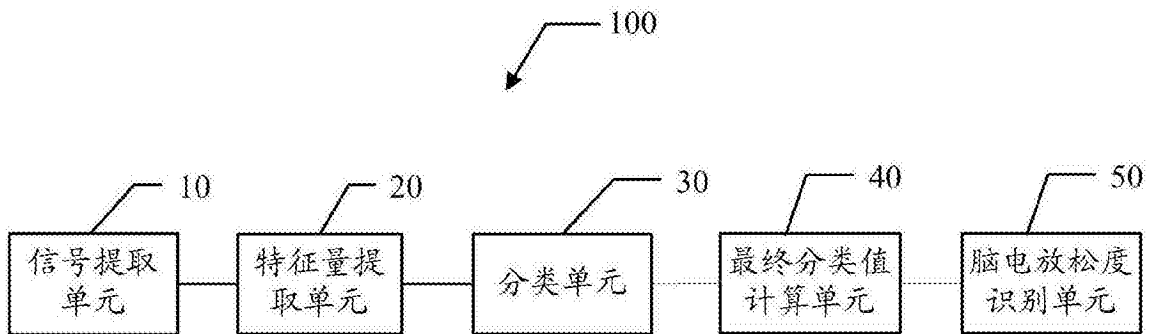 100
10
20
30
40
50
信号提取
单元
特征量提
取单元
分类单元
最终分类值
计算单元
脑电放松度
识别单元